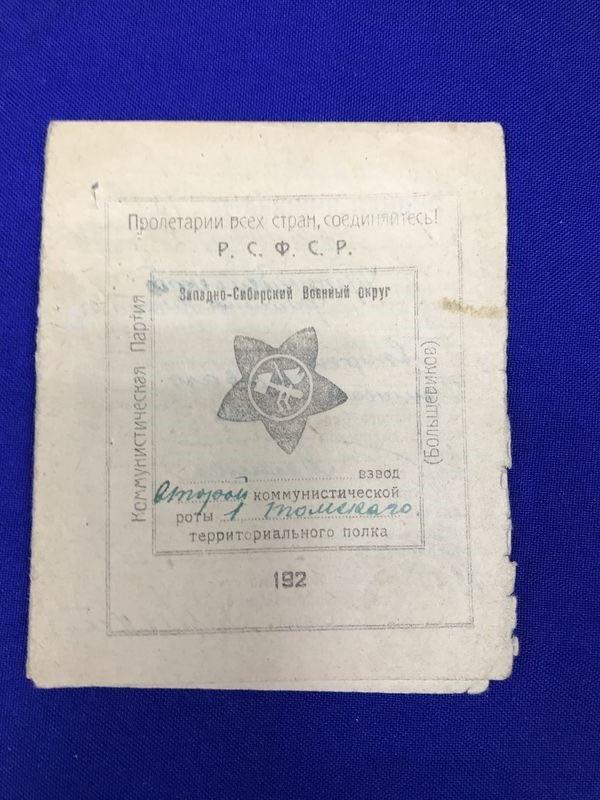 Пролетарии всех стран, соединяйтесь!
Р. С. Ф. С. Р.
Коммунистическая Партия
(Большевиков)
Западно-Сибирский Военный округ
взвод
Второй коммунистической
роты 1 Томского
территориального полка
192